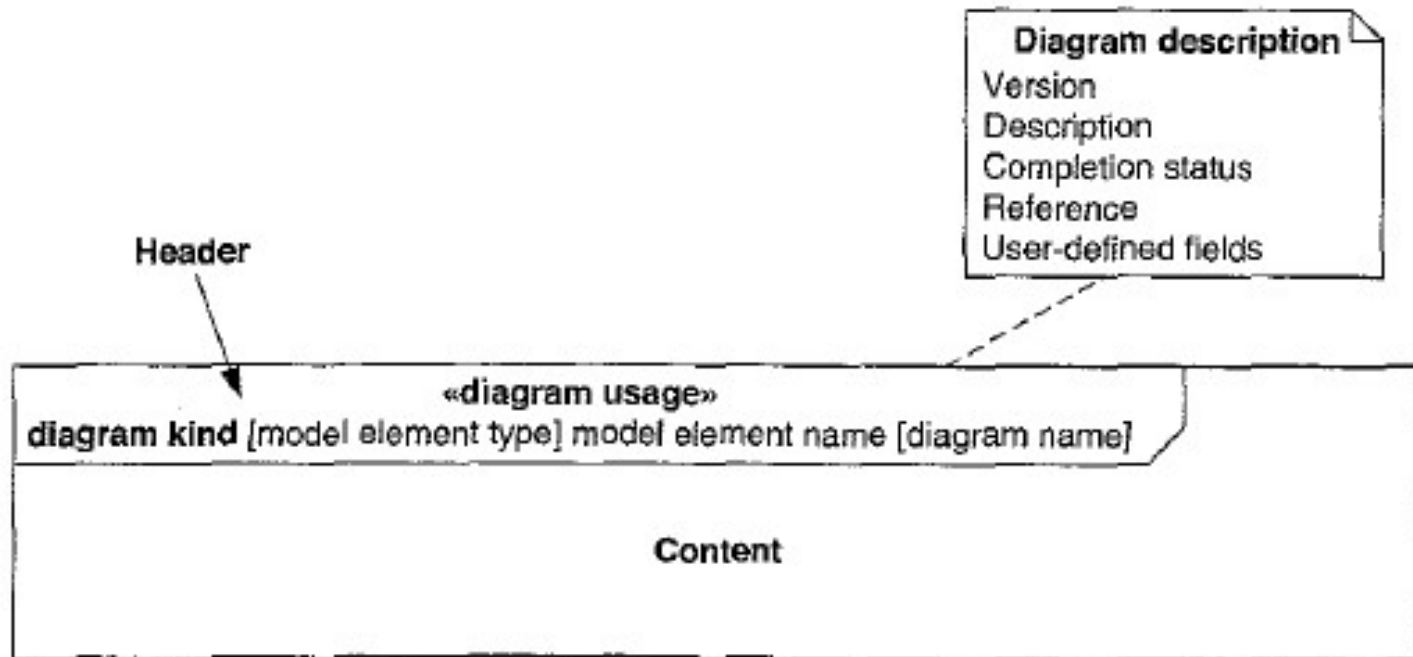 Diagram description
Version
Description
Completion status
Reference
User-defined fields
Header
«diagram usage»
diagram kind [model element type] model element name [diagram name]
Content